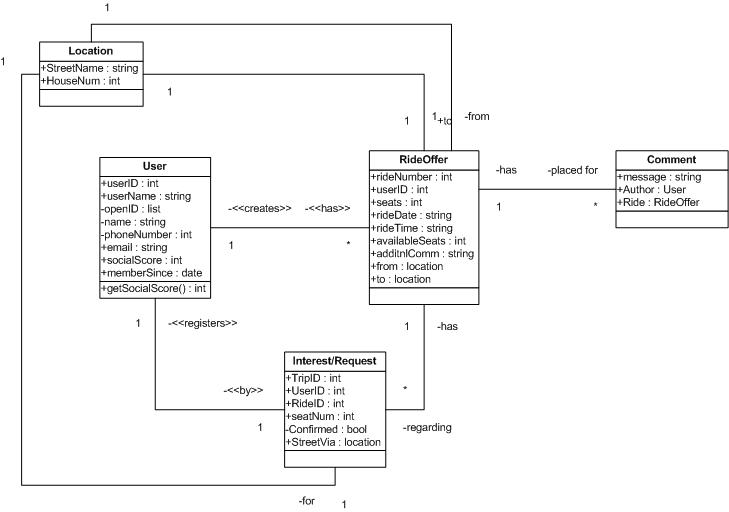 1
Location
+StreetName : string
+HouseNum : int
1
1
1
1
+to
-from
User
+userID : int
+userName : string
-openID : list
-name : string
-phoneNumber : int
+email : string
+socialScore : int
+memberSince : date
+getSocialScore() : int
-<<creates>>
-<<has>>
1
*
RideOffer
+rideNumber : int
+userID : int
+seats : int
+rideDate : string
+rideTime : string
+availableSeats : int
+additnlComm : string
+from : location
+to : location
-has
-placed for
1
*
Comment
+message : string
+Author : User
+Ride : RideOffer
1
-<<registers>>
1
-has
-<<by>>
1
Interest/Request
+TripID : int
+UserID : int
+RideID : int
+seatNum : int
-Confirmed : bool
+StreetVia : location
*
-regarding
-for
1